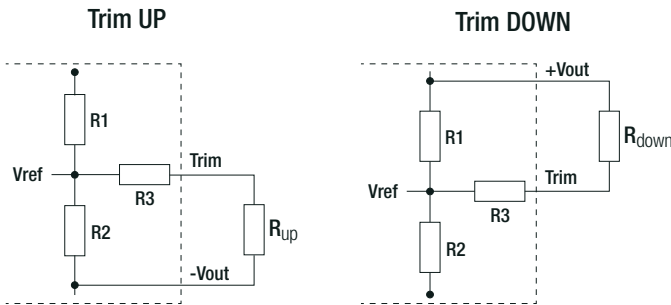 Trim UP
R1
Vref
Trim
R3
R2
Rup
-Vout
Trim DOWN
+Vout
R1
Rdown
Vref
Trim
R3
R2